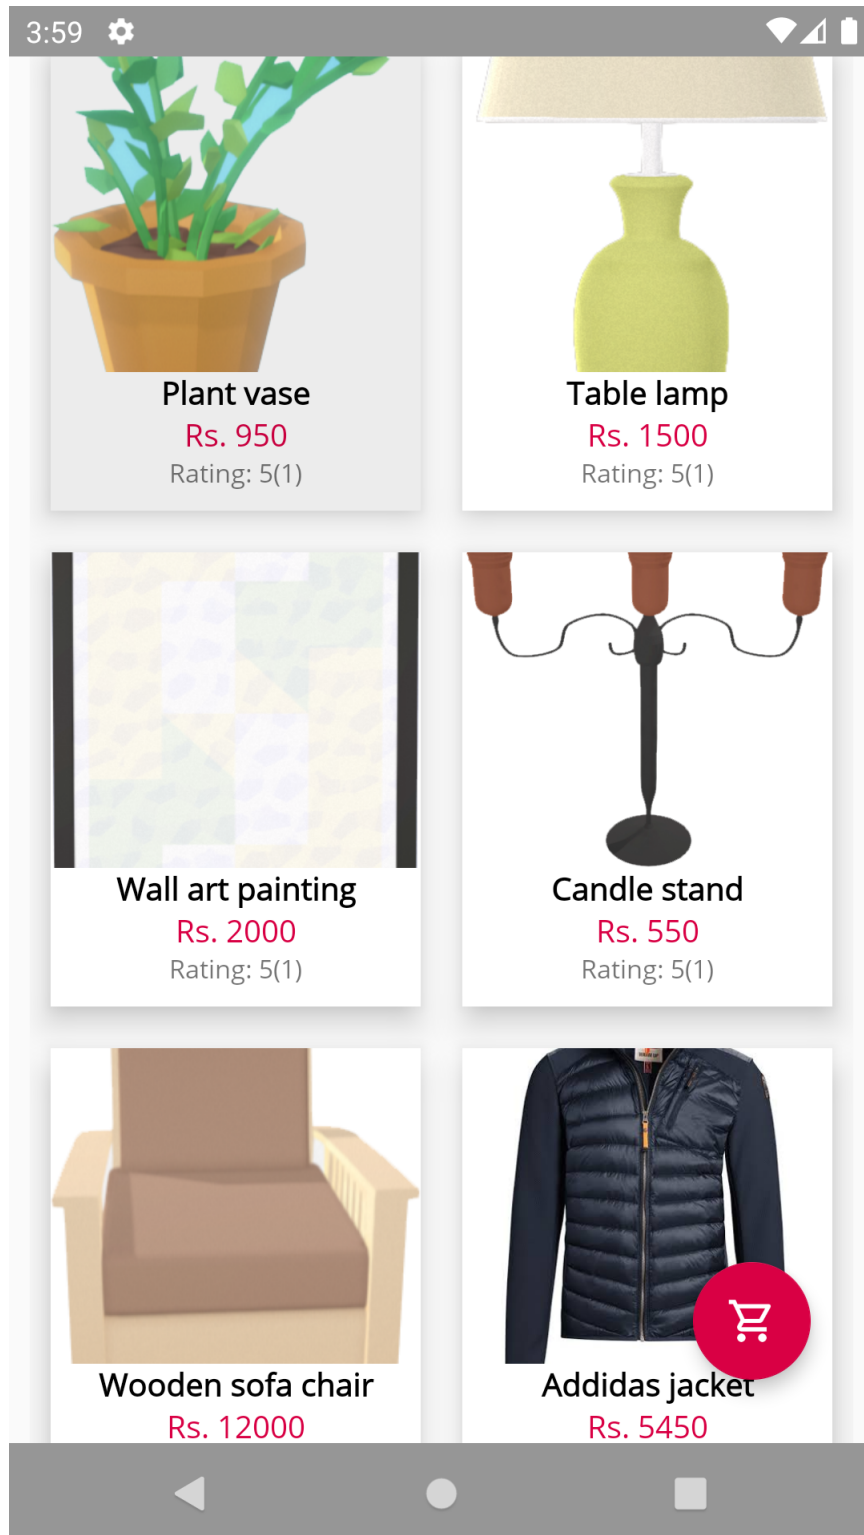 3:59
Plant vase
Rs. 950
Rating: 5(1)
Table lamp
Rs. 1500
Rating: 5(1)
Wall art painting
Rs. 2000
Rating: 5(1)
Candle stand
Rs. 550
Rating: 5(1)
Wooden sofa chair
Rs. 12000
Addidas jacket
Rs. 5450